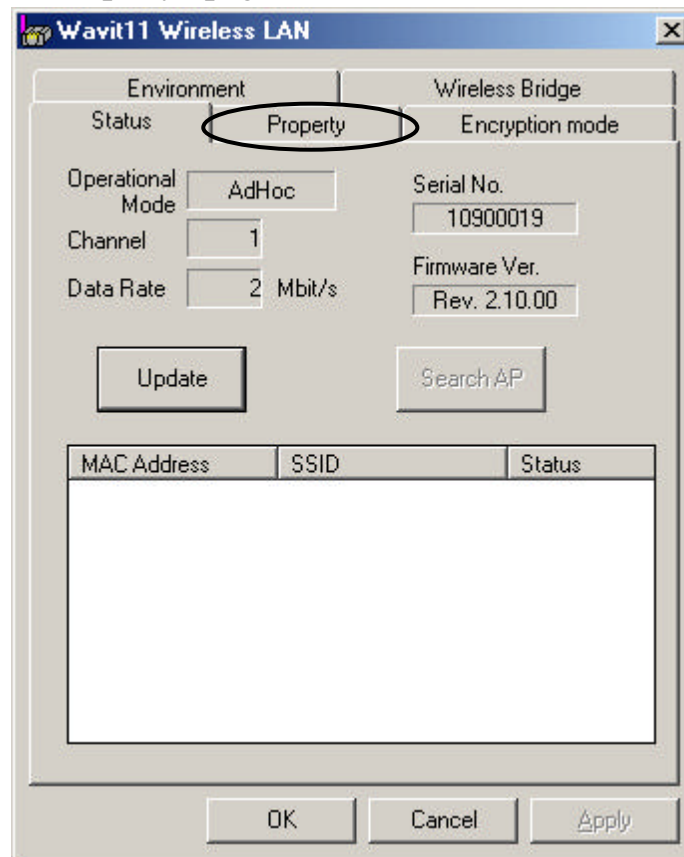 Wavit11 Wireless LAN
Environment Wireless Bridge
Status Property Encryption mode
Operational Mode AdHoc
Serial No.
10900019
Channel 1
Firmware Ver.
Data Rate 2 Mbit/s
Rev. 2.10.00
Update Search AP
MAC Address SSID Status
OK Cancel Apply